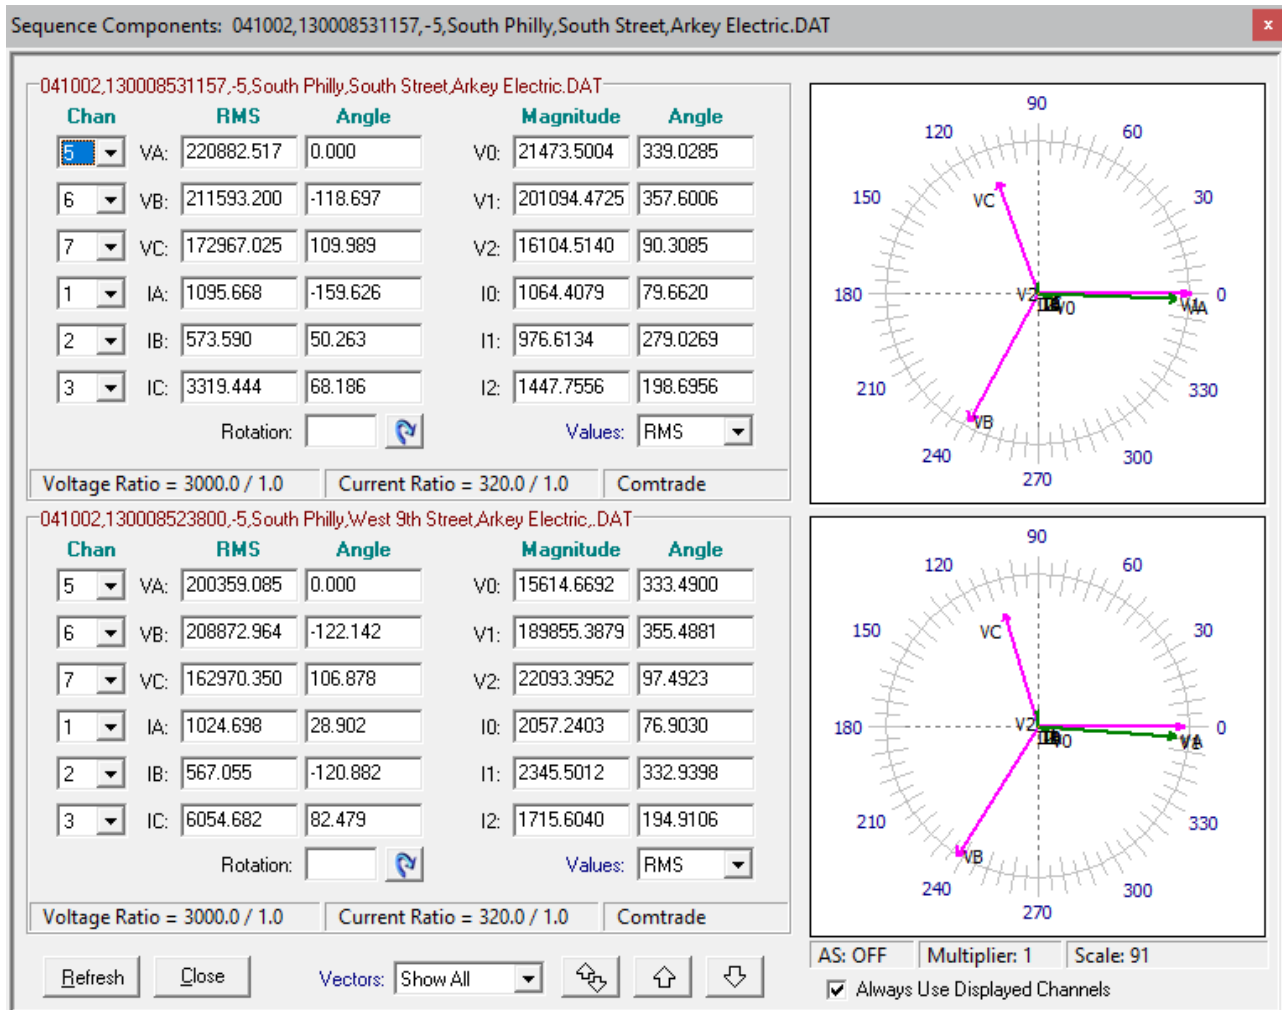 Sequence Components: 041002,130008531157,-5,South Philly,South Street,Arkey Electric.DAT
x
041002,130008531157,-5,South Philly,South Street,Arkey Electric.DAT
Chan RMS Angle Magnitude Angle
5 VA: 220882.517 0.000 V0: 21473.5004 339.0285
6 VB: 211593.200 -118.697 V1: 201094.4725 357.6006
7 VC: 172967.025 109.989 V2: 16104.5140 90.3085
1 IA: 1095.668 -159.626 I0: 1064.4079 79.6620
2 IB: 573.590 50.263 I1: 976.6134 279.0269
3 IC: 3319.444 68.186 I2: 1447.7556 198.6956
Rotation: Values: RMS
Voltage Ratio = 3000.0 / 1.0 Current Ratio = 320.0 / 1.0 Comtrade
90
120 60
150 VC 30
180 V2 V0 VA 0
210 VB 330
240 300
270
041002,130008523800,-5,South Philly,West 9th Street,Arkey Electric,.DAT
Chan RMS Angle Magnitude Angle
5 VA: 200359.085 0.000 V0: 15614.6692 333.4900
6 VB: 208872.964 -122.142 V1: 189855.3879 355.4881
7 VC: 162970.350 106.878 V2: 22093.3952 97.4923
1 IA: 1024.698 28.902 I0: 2057.2403 76.9030
2 IB: 567.055 -120.882 I1: 2345.5012 332.9398
3 IC: 6054.682 82.479 I2: 1715.6040 194.9106
Rotation: Values: RMS
Voltage Ratio = 3000.0 / 1.0 Current Ratio = 320.0 / 1.0 Comtrade
90
120 60
150 VC 30
180 V2 0
210 VB 330
240 300
270
AS: OFF Multiplier: 1 Scale: 91
Refresh Close Vectors: Show All
Always Use Displayed Channels